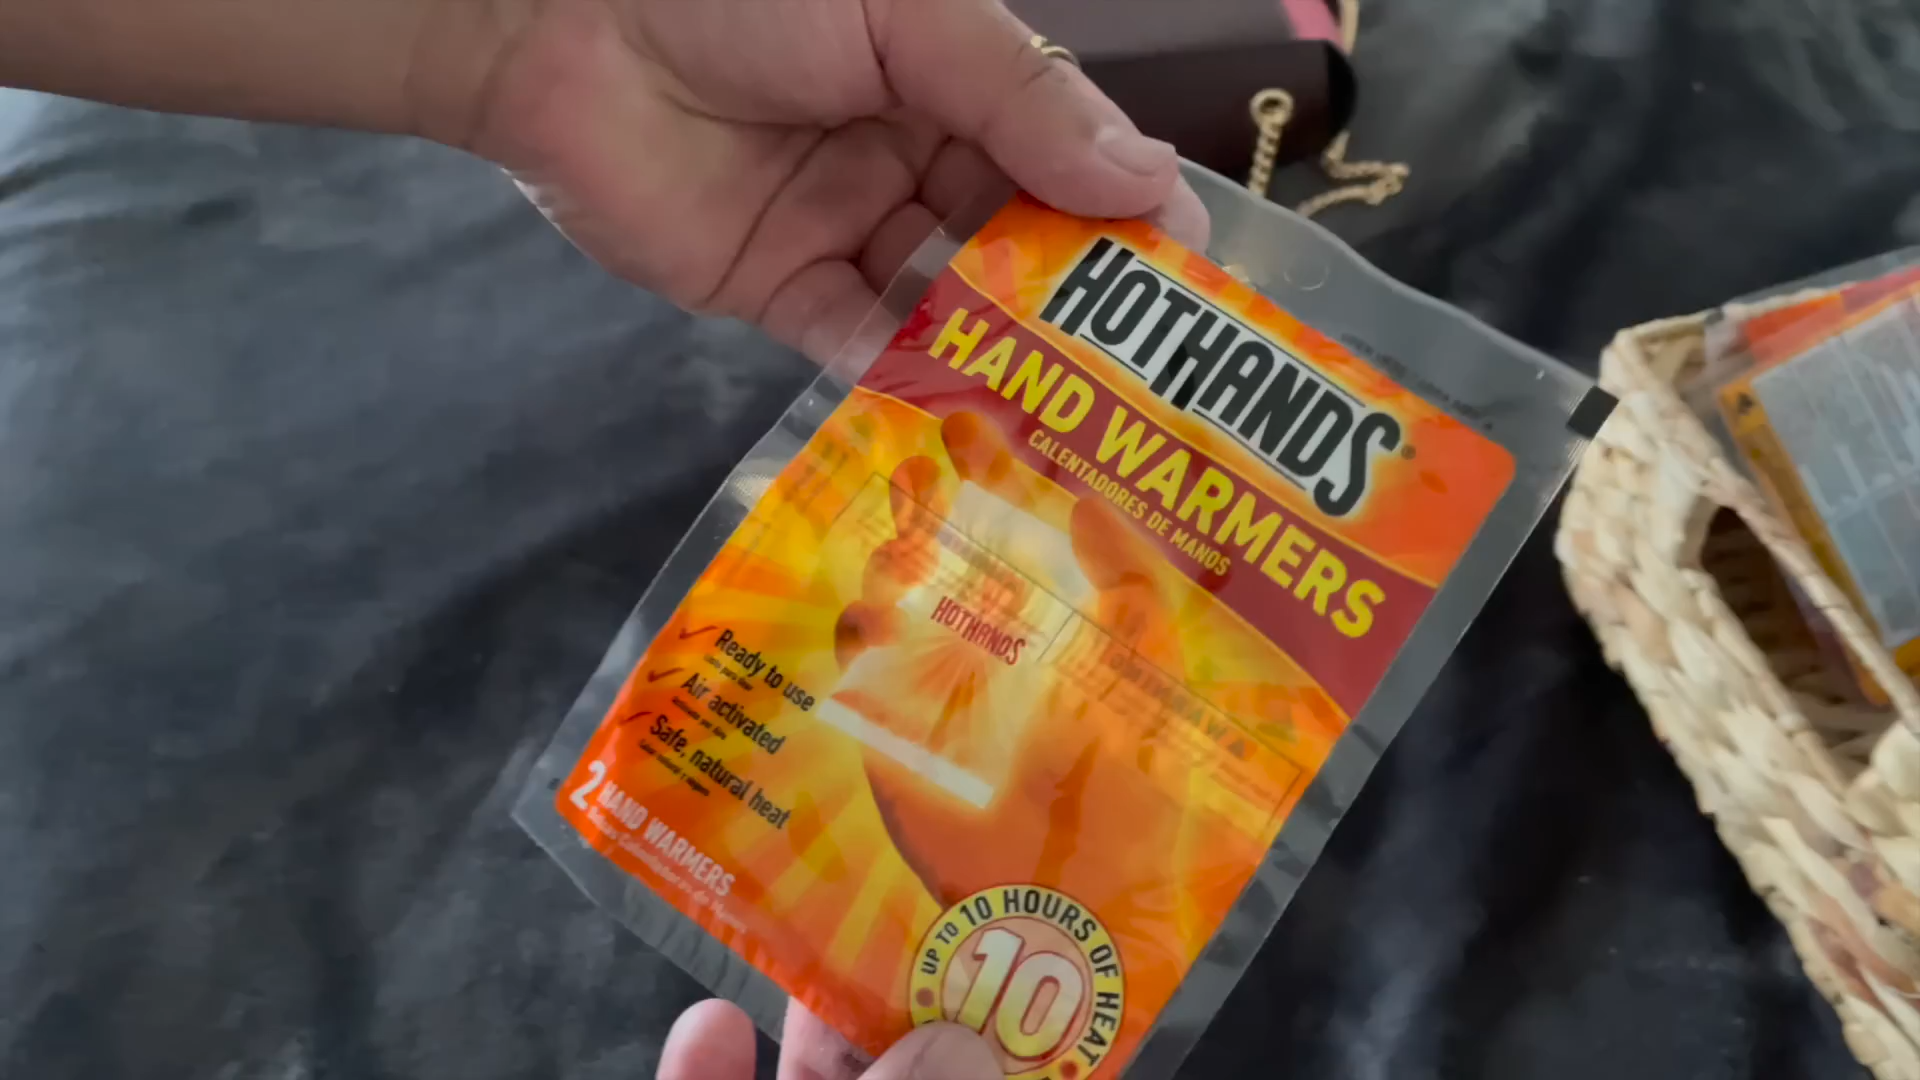 HOTHANDS®
HAND WARMERS
CALENTADORES DE MANOS
HOTHANDS
Ready to use
Air activated
Safe, natural heat
2 HAND WARMERS
UP TO 10 HOURS OF HEAT
10